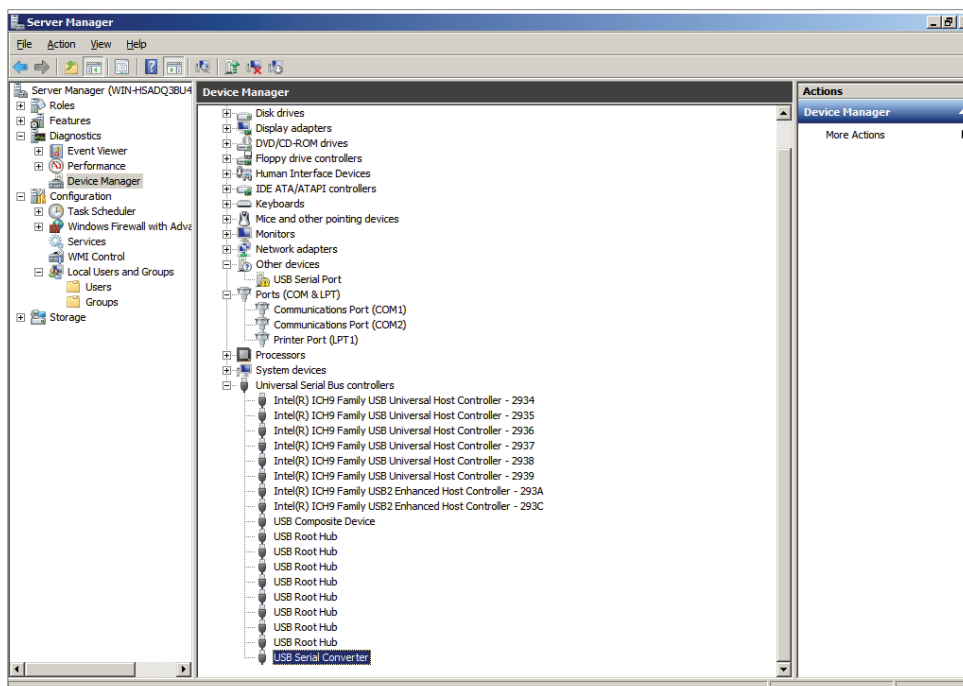 Server Manager
File Action View Help
Server Manager (WIN-HSADQ3BU4
Roles
Features
Diagnostics
Event Viewer
Performance
Device Manager
Configuration
Task Scheduler
Windows Firewall with Adva
Services
WMI Control
Local Users and Groups
Users
Groups
Storage
Device Manager
Disk drives
Display adapters
DVD/CD-ROM drives
Floppy drive controllers
Human Interface Devices
IDE ATA/ATAPI controllers
Keyboards
Mice and other pointing devices
Monitors
Network adapters
Other devices
USB Serial Port
Ports (COM & LPT)
Communications Port (COM1)
Communications Port (COM2)
Printer Port (LPT1)
Processors
System devices
Universal Serial Bus controllers
Intel(R) ICH9 Family USB Universal Host Controller - 2934
Intel(R) ICH9 Family USB Universal Host Controller - 2935
Intel(R) ICH9 Family USB Universal Host Controller - 2936
Intel(R) ICH9 Family USB Universal Host Controller - 2937
Intel(R) ICH9 Family USB Universal Host Controller - 2938
Intel(R) ICH9 Family USB Universal Host Controller - 2939
Intel(R) ICH9 Family USB2 Enhanced Host Controller - 293A
Intel(R) ICH9 Family USB2 Enhanced Host Controller - 293C
USB Composite Device
USB Root Hub
USB Root Hub
USB Root Hub
USB Root Hub
USB Root Hub
USB Root Hub
USB Root Hub
USB Root Hub
USB Serial Converter
Actions
Device Manager
More Actions